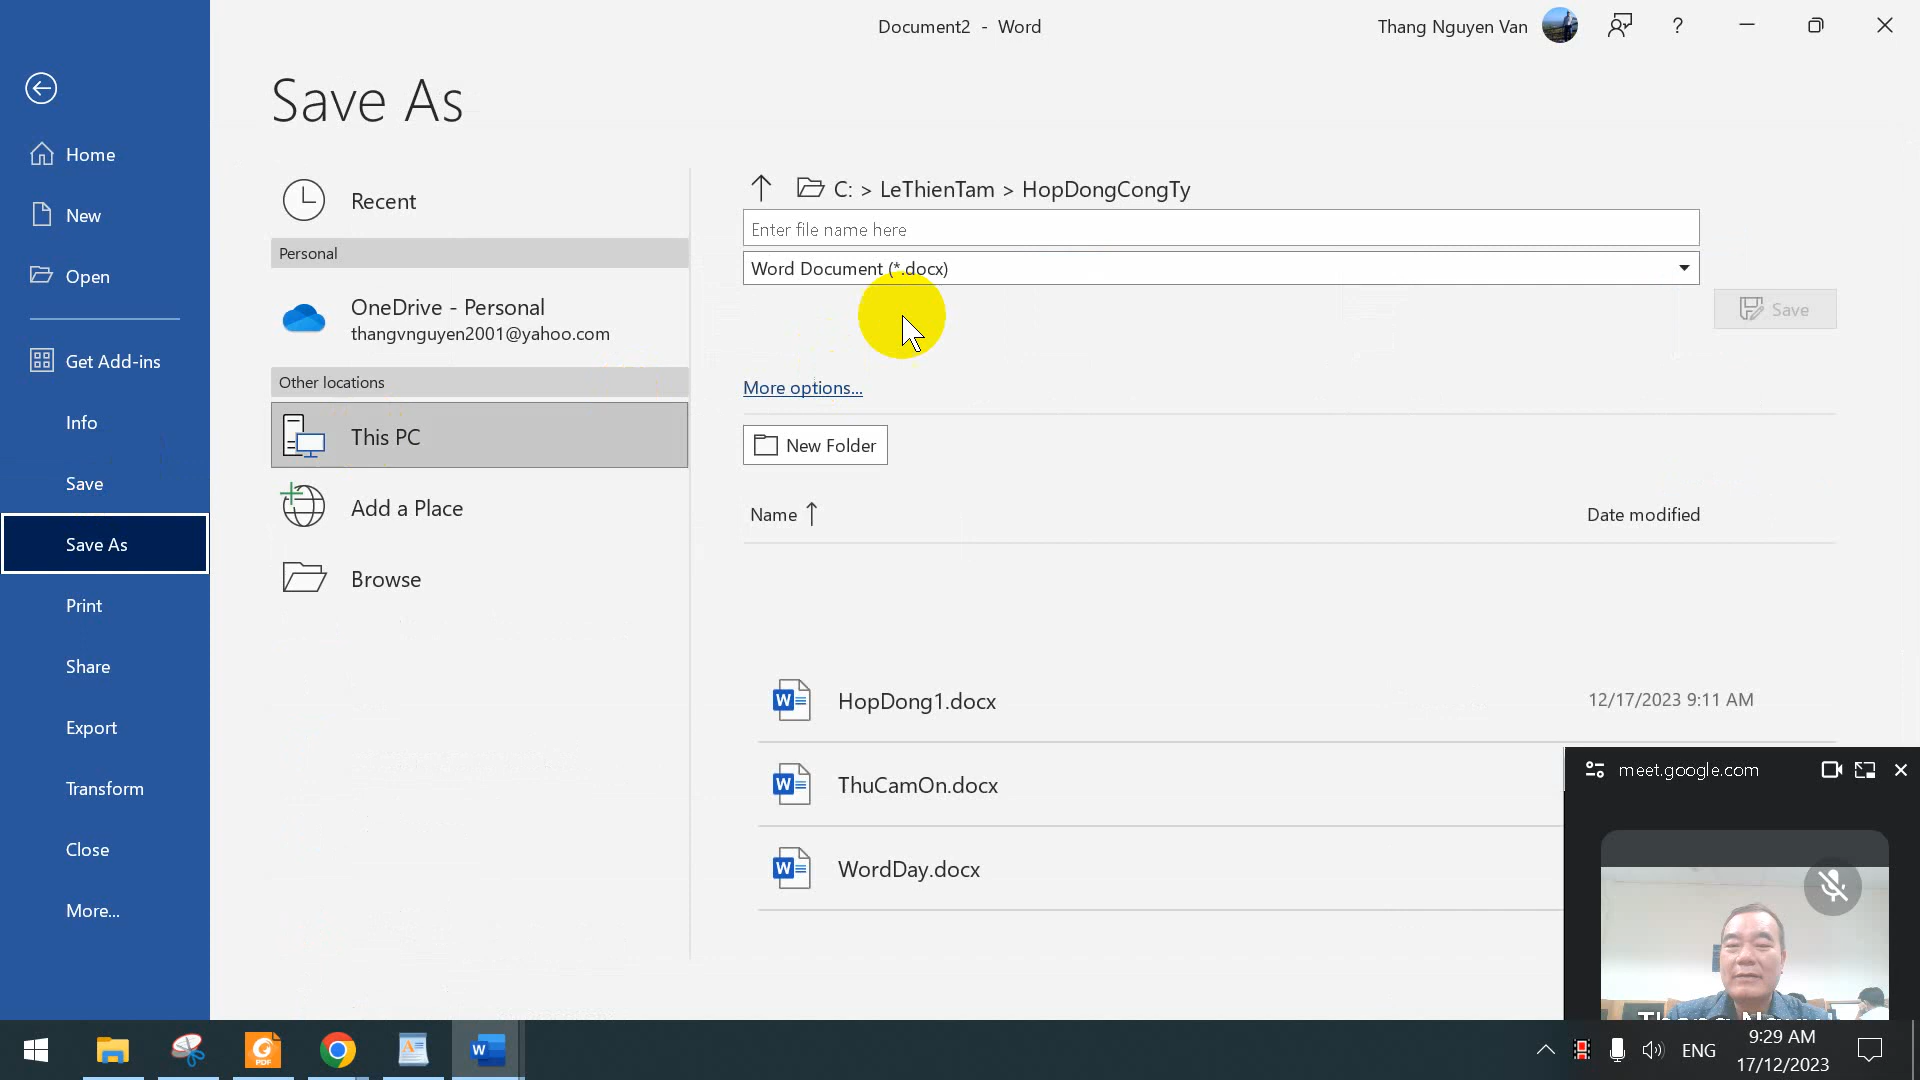 Document2 - Word
Thang Nguyen Van
?
Save As
Home
New
Open
Get Add-ins
Info
Save
Save As
Print
Share
Export
Transform
Close
More...
Recent
Personal
OneDrive - Personal
thangvnguyen2001@yahoo.com
Other locations
This PC
Add a Place
Browse
C: > LeThienTam > HopDongCongTy
Enter file name here
Word Document (*.docx)
Save
More options...
New Folder
Name
Date modified
HopDong1.docx
12/17/2023 9:11 AM
ThuCamOn.docx
WordDay.docx
meet.google.com
PDF
ENG
9:29 AM
17/12/2023